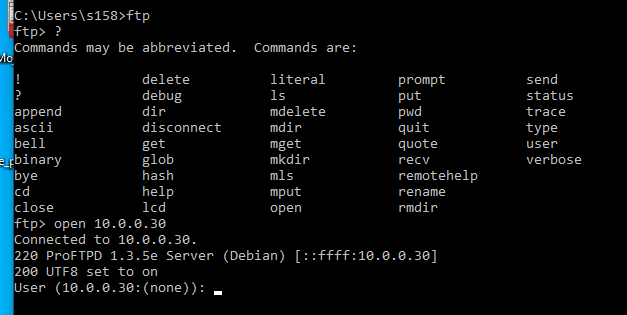 C:\Users\s158>ftp
ftp> ?
Commands may be abbreviated.  Commands are:

!               delete          literal         prompt          send
?               debug           ls              put             status
append          dir             mdelete         pwd             trace
ascii           disconnect      mdir            quit            type
bell            get             mget            quote           user
binary          glob            mkdir           recv            verbose
bye             hash            mls             remotehelp
cd              help            mput            rename
close           lcd             open            rmdir
ftp> open 10.0.0.30
Connected to 10.0.0.30.
220 ProFTPD 1.3.5e Server (Debian) [::ffff:10.0.0.30]
200 UTF8 set to on
User (10.0.0.30:(none)):